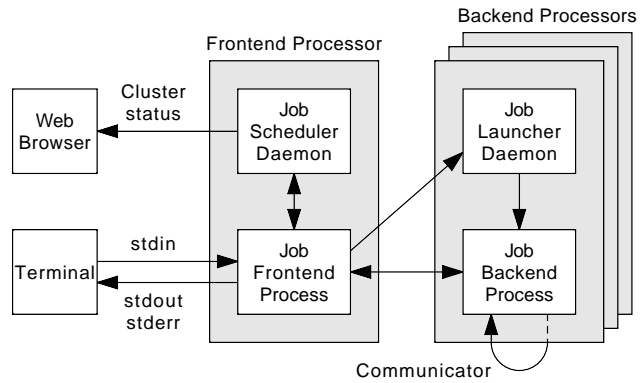 Backend Processors
Frontend Processor
Cluster
status
Web
Browser
Job
Scheduler
Daemon
Job
Launcher
Daemon
Terminal
stdin
stdout
stderr
Job
Frontend
Process
Job
Backend
Process
Communicator